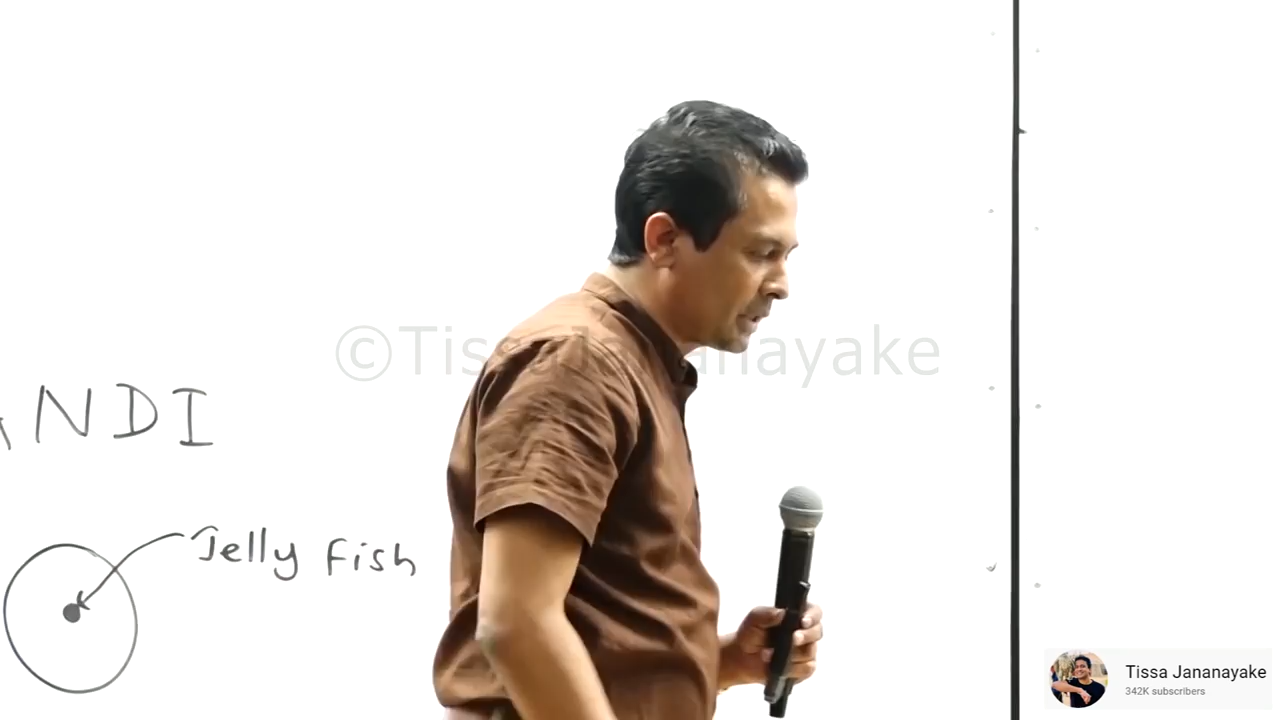 ©Tissa Jananayake
NDI
Jelly Fish
Tissa Jananayake
342K subscribers